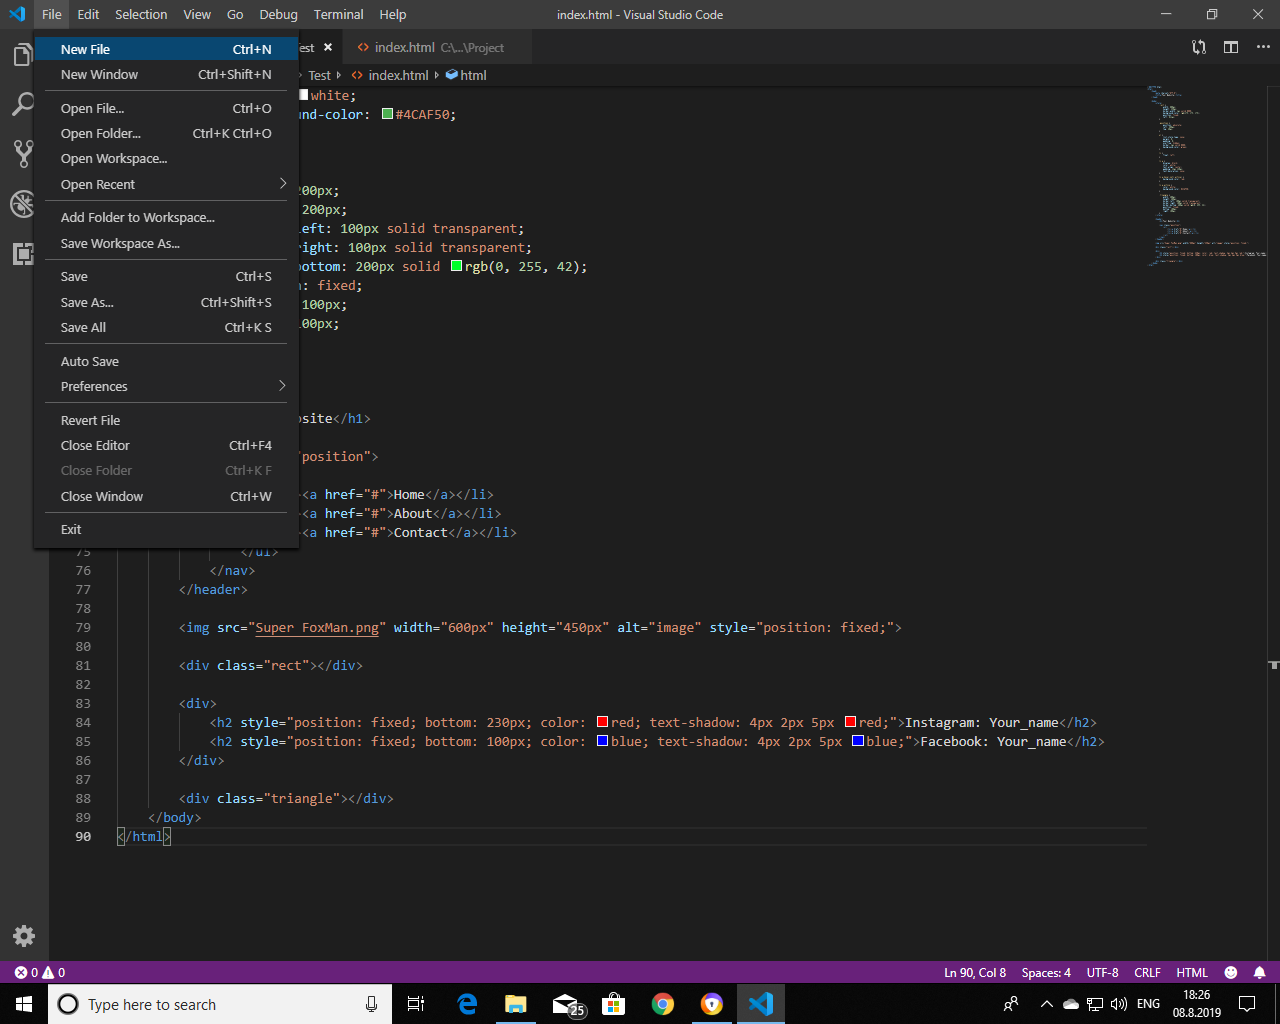 File Edit Selection View Go Debug Terminal Help index.html - Visual Studio Code
New File Ctrl+N
New Window Ctrl+Shift+N
Open File... Ctrl+O
Open Folder... Ctrl+K Ctrl+O
Open Workspace...
Open Recent
Add Folder to Workspace...
Save Workspace As...
Save Ctrl+S
Save As... Ctrl+Shift+S
Save All Ctrl+K S
Auto Save
Preferences
Revert File
Close Editor Ctrl+F4
Close Folder Ctrl+K F
Close Window Ctrl+W
Exit
est × <> index.html C:\...\Project
Test › <> index.html › html
white;
und-color: #4CAF50;
200px;
200px;
left: 100px solid transparent;
right: 100px solid transparent;
bottom: 200px solid rgb(0, 255, 42);
: fixed;
100px;
100px;
site</h1>
position">
<a href="#">Home</a></li>
<a href="#">About</a></li>
<a href="#">Contact</a></li>
75 </ul>
76 </nav>
77 </header>
78
79 <img src="Super FoxMan.png" width="600px" height="450px" alt="image" style="position: fixed;">
80
81 <div class="rect"></div>
82
83 <div>
84 <h2 style="position: fixed; bottom: 230px; color: red; text-shadow: 4px 2px 5px red;">Instagram: Your_name</h2>
85 <h2 style="position: fixed; bottom: 100px; color: blue; text-shadow: 4px 2px 5px blue;">Facebook: Your_name</h2>
86 </div>
87
88 <div class="triangle"></div>
89 </body>
90 </html>
0 0 Ln 90, Col 8 Spaces: 4 UTF-8 CRLF HTML
Type here to search 25 ENG 18:26
08.8.2019